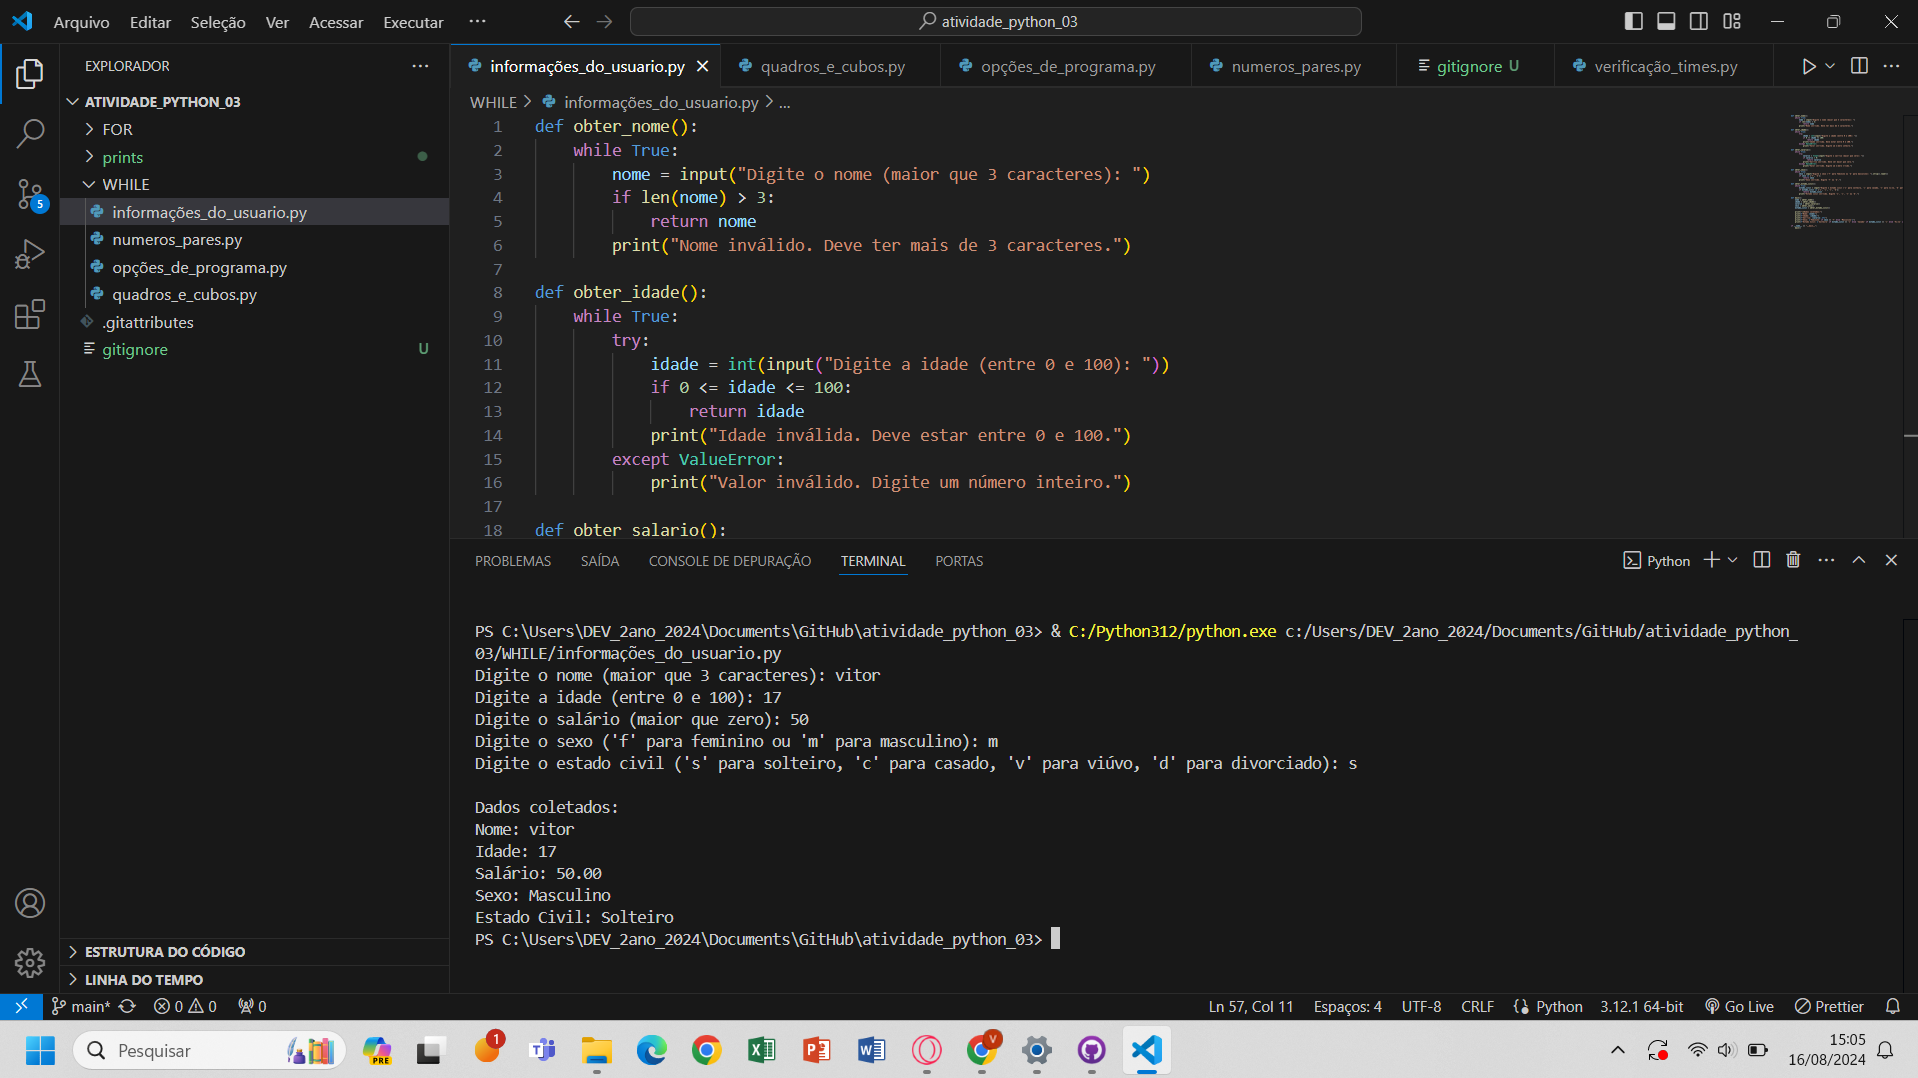 Arquivo Editar Seleção Ver Acessar Executar ··· atividade_python_03
EXPLORADOR ···
ATIVIDADE_PYTHON_03
FOR
prints
WHILE
informações_do_usuario.py
numeros_pares.py
opções_de_programa.py
quadros_e_cubos.py
.gitattributes
gitignore U
5
ESTRUTURA DO CÓDIGO
LINHA DO TEMPO
informações_do_usuario.py quadros_e_cubos.py opções_de_programa.py numeros_pares.py gitignore U verificação_times.py
WHILE > informações_do_usuario.py > ...
1 def obter_nome():
2 while True:
3 nome = input("Digite o nome (maior que 3 caracteres): ")
4 if len(nome) > 3:
5 return nome
6 print("Nome inválido. Deve ter mais de 3 caracteres.")
7
8 def obter_idade():
9 while True:
10 try:
11 idade = int(input("Digite a idade (entre 0 e 100): "))
12 if 0 <= idade <= 100:
13 return idade
14 print("Idade inválida. Deve estar entre 0 e 100.")
15 except ValueError:
16 print("Valor inválido. Digite um número inteiro.")
17
18 def obter_salario():
PROBLEMAS SAÍDA CONSOLE DE DEPURAÇÃO TERMINAL PORTAS Python
PS C:\Users\DEV_2ano_2024\Documents\GitHub\atividade_python_03> & C:/Python312/python.exe c:/Users/DEV_2ano_2024/Documents/GitHub/atividade_python_
03/WHILE/informações_do_usuario.py
Digite o nome (maior que 3 caracteres): vitor
Digite a idade (entre 0 e 100): 17
Digite o salário (maior que zero): 50
Digite o sexo ('f' para feminino ou 'm' para masculino): m
Digite o estado civil ('s' para solteiro, 'c' para casado, 'v' para viúvo, 'd' para divorciado): s
Dados coletados:
Nome: vitor
Idade: 17
Salário: 50.00
Sexo: Masculino
Estado Civil: Solteiro
PS C:\Users\DEV_2ano_2024\Documents\GitHub\atividade_python_03>
main* 0 0 0 Ln 57, Col 11 Espaços: 4 UTF-8 CRLF Python 3.12.1 64-bit Go Live Prettier
Pesquisar PRE 1 V 15:05
16/08/2024